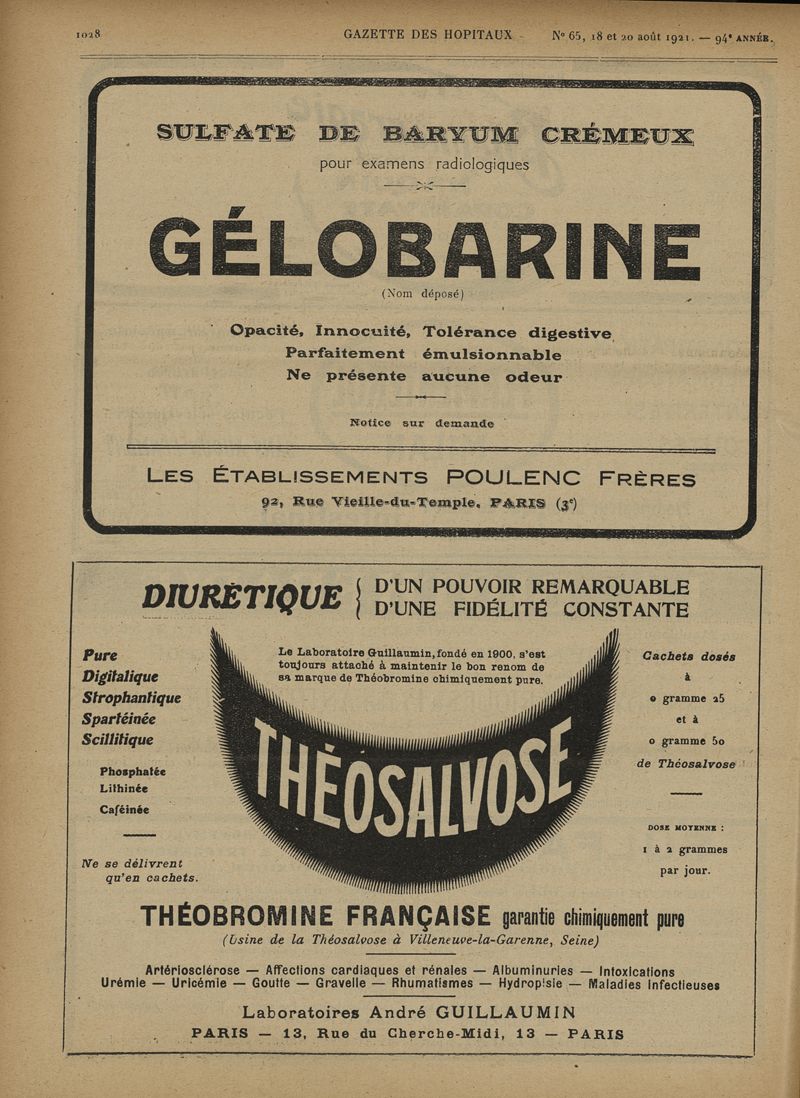 1028 GAZETTE DES HOPITAUX - N° 65, 18 et 20 août 1921. — 94e ANNÉE.
SULFATE DE BARYUM CRÉMEUX
pour examens radiologiques
GÉLOBARINE
(Nom déposé)
Opacité, Innocuité, Tolérance digestive
Parfaitement émulsionnable
Ne présente aucune odeur
Notice sur demande
LES ÉTABLISSEMENTS POULENC FRÈRES
92, Rue Vieille-du-Temple, PARIS (3e)
DIURÉTIQUE { D'UN POUVOIR REMARQUABLE
D'UNE FIDÉLITÉ CONSTANTE
Le Laboratoire Guillaumin, fondé en 1900, s'est
toujours attaché à maintenir le bon renom de
sa marque de Théobromine chimiquement pure.
Pure
Digitalique
Strophantique
Spartéinée
Scillitique
Phosphatée
Lithinée
Caféinée
Ne se délivrent
qu'en cachets.
THÉOSALVOSE
Cachets dosés
à
0 gramme 25
et à
0 gramme 50
de Théosalvose
DOSE MOYENNE :
1 à 2 grammes
par jour.
THÉOBROMINE FRANÇAISE garantie chimiquement pure
(Usine de la Théosalvose à Villeneuve-la-Garenne, Seine)
Artériosclérose — Affections cardiaques et rénales — Albuminuries — Intoxications
Urémie — Uricémie — Goutte — Gravelle — Rhumatismes — Hydropisie — Maladies Infectieuses
Laboratoires André GUILLAUMIN
PARIS — 13, Rue du Cherche-Midi, 13 — PARIS